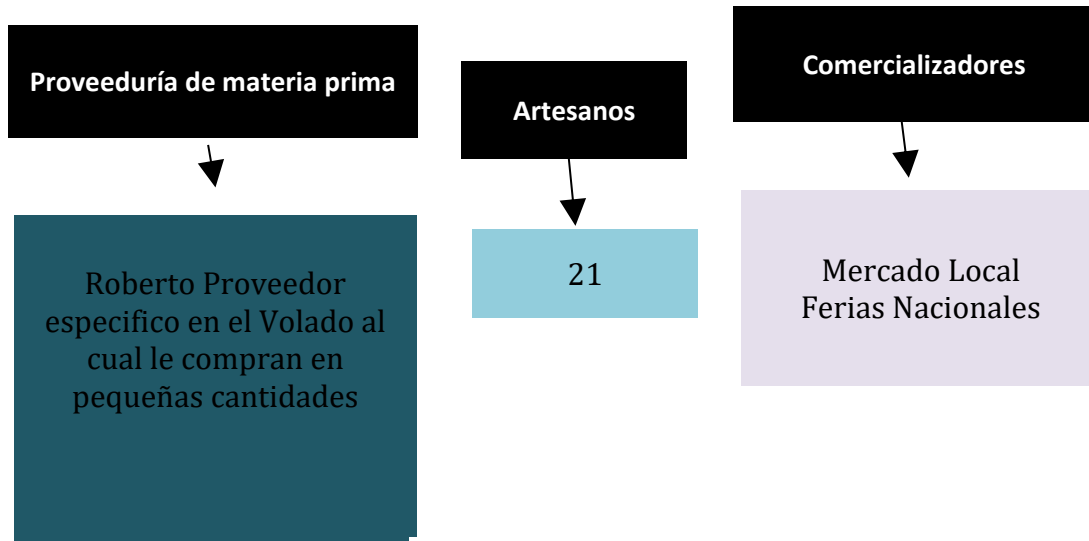 Proveeduría de materia prima
Roberto Proveedor
especifico en el Volado al
cual le compran en
pequeñas cantidades
Artesanos
21
Comercializadores
Mercado Local
Ferias Nacionales